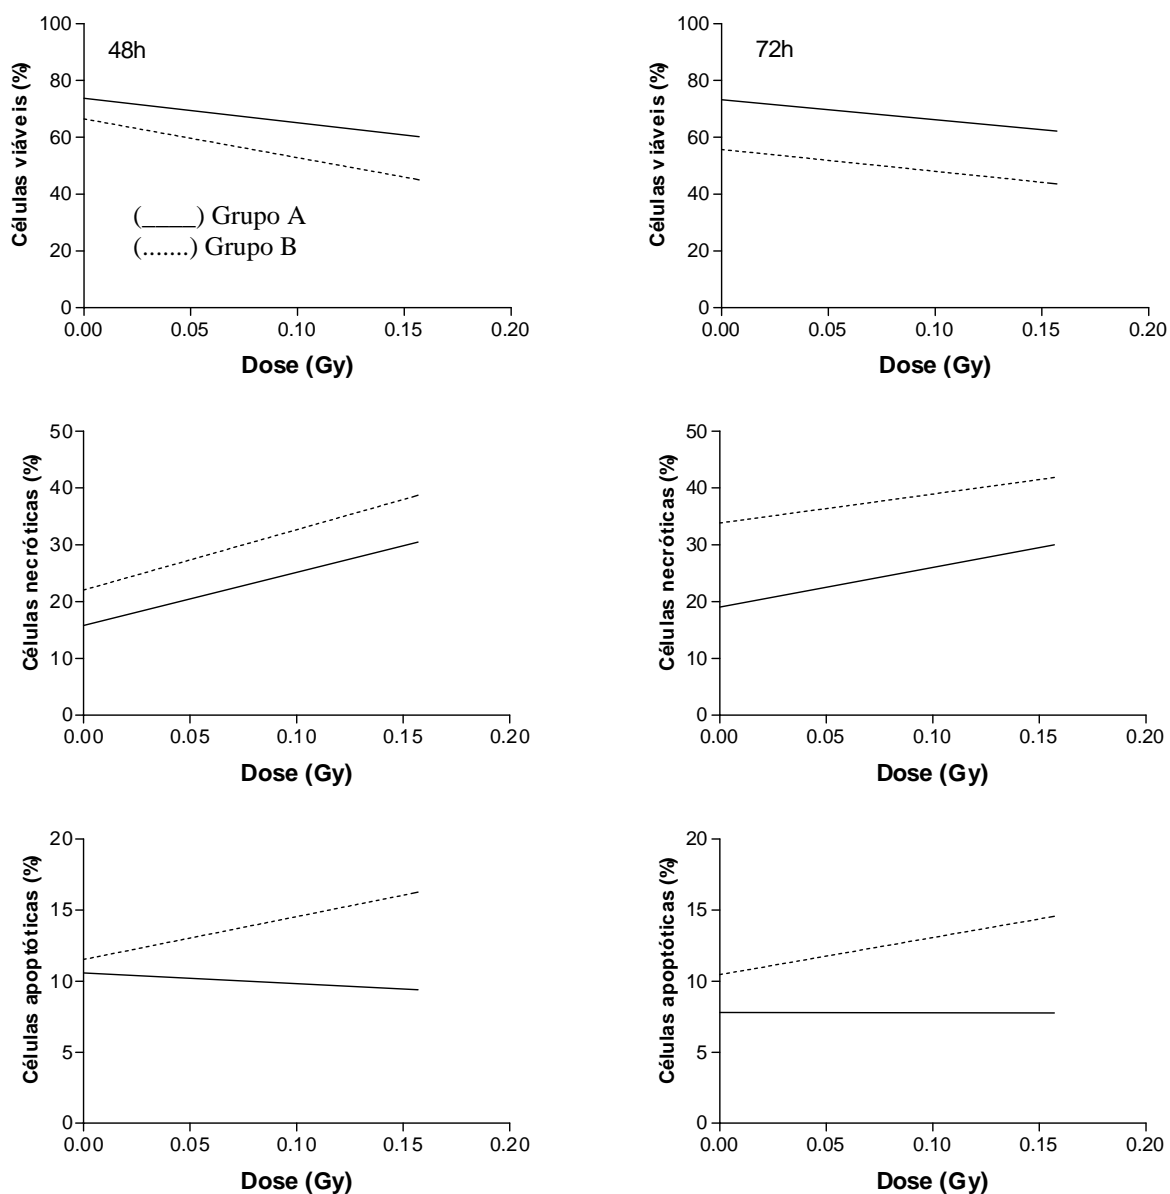 48h
Células viáveis (%)
100
80
60
40
20
0
(_____) Grupo A
(.......) Grupo B
0.00 0.05 0.10 0.15 0.20
Dose (Gy)
72h
Células viáveis (%)
100
80
60
40
20
0
0.00 0.05 0.10 0.15 0.20
Dose (Gy)
Células necróticas (%)
50
40
30
20
10
0
0.00 0.05 0.10 0.15 0.20
Dose (Gy)
Células necróticas (%)
50
40
30
20
10
0
0.00 0.05 0.10 0.15 0.20
Dose (Gy)
Células apoptóticas (%)
20
15
10
5
0
0.00 0.05 0.10 0.15 0.20
Dose (Gy)
Células apoptóticas (%)
20
15
10
5
0
0.00 0.05 0.10 0.15 0.20
Dose (Gy)